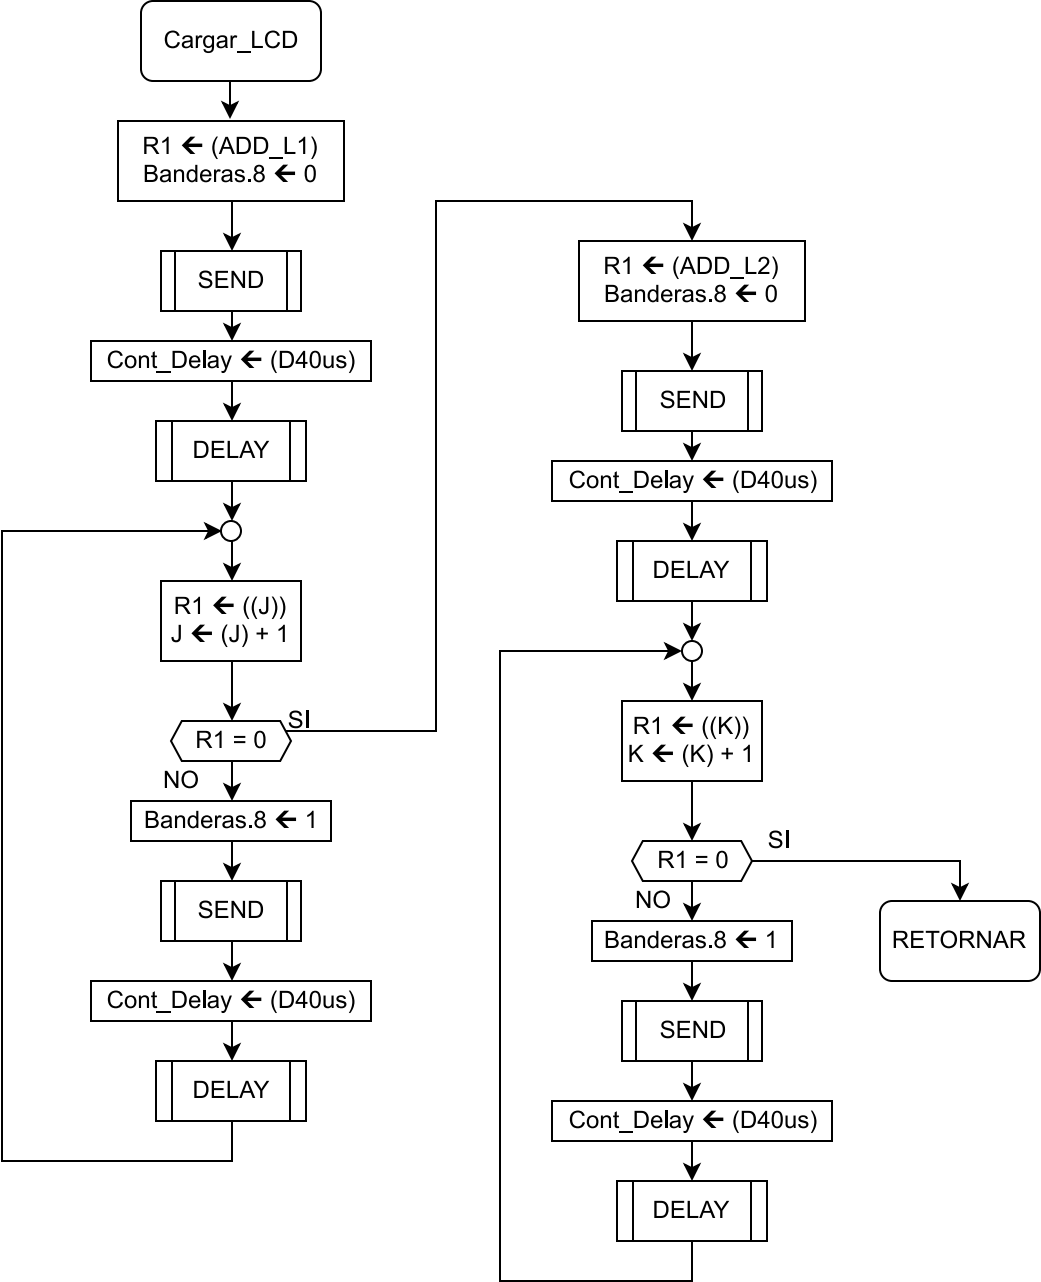 Cargar_LCD
R1 ← (ADD_L1)
Banderas.8 ← 0
SEND
Cont_Delay ← (D40us)
DELAY
R1 ← ((J))
J ← (J) + 1
SI
R1 = 0
NO
Banderas.8 ← 1
SEND
Cont_Delay ← (D40us)
DELAY
R1 ← (ADD_L2)
Banderas.8 ← 0
SEND
Cont_Delay ← (D40us)
DELAY
R1 ← ((K))
K ← (K) + 1
SI
R1 = 0
NO
Banderas.8 ← 1
RETORNAR
SEND
Cont_Delay ← (D40us)
DELAY